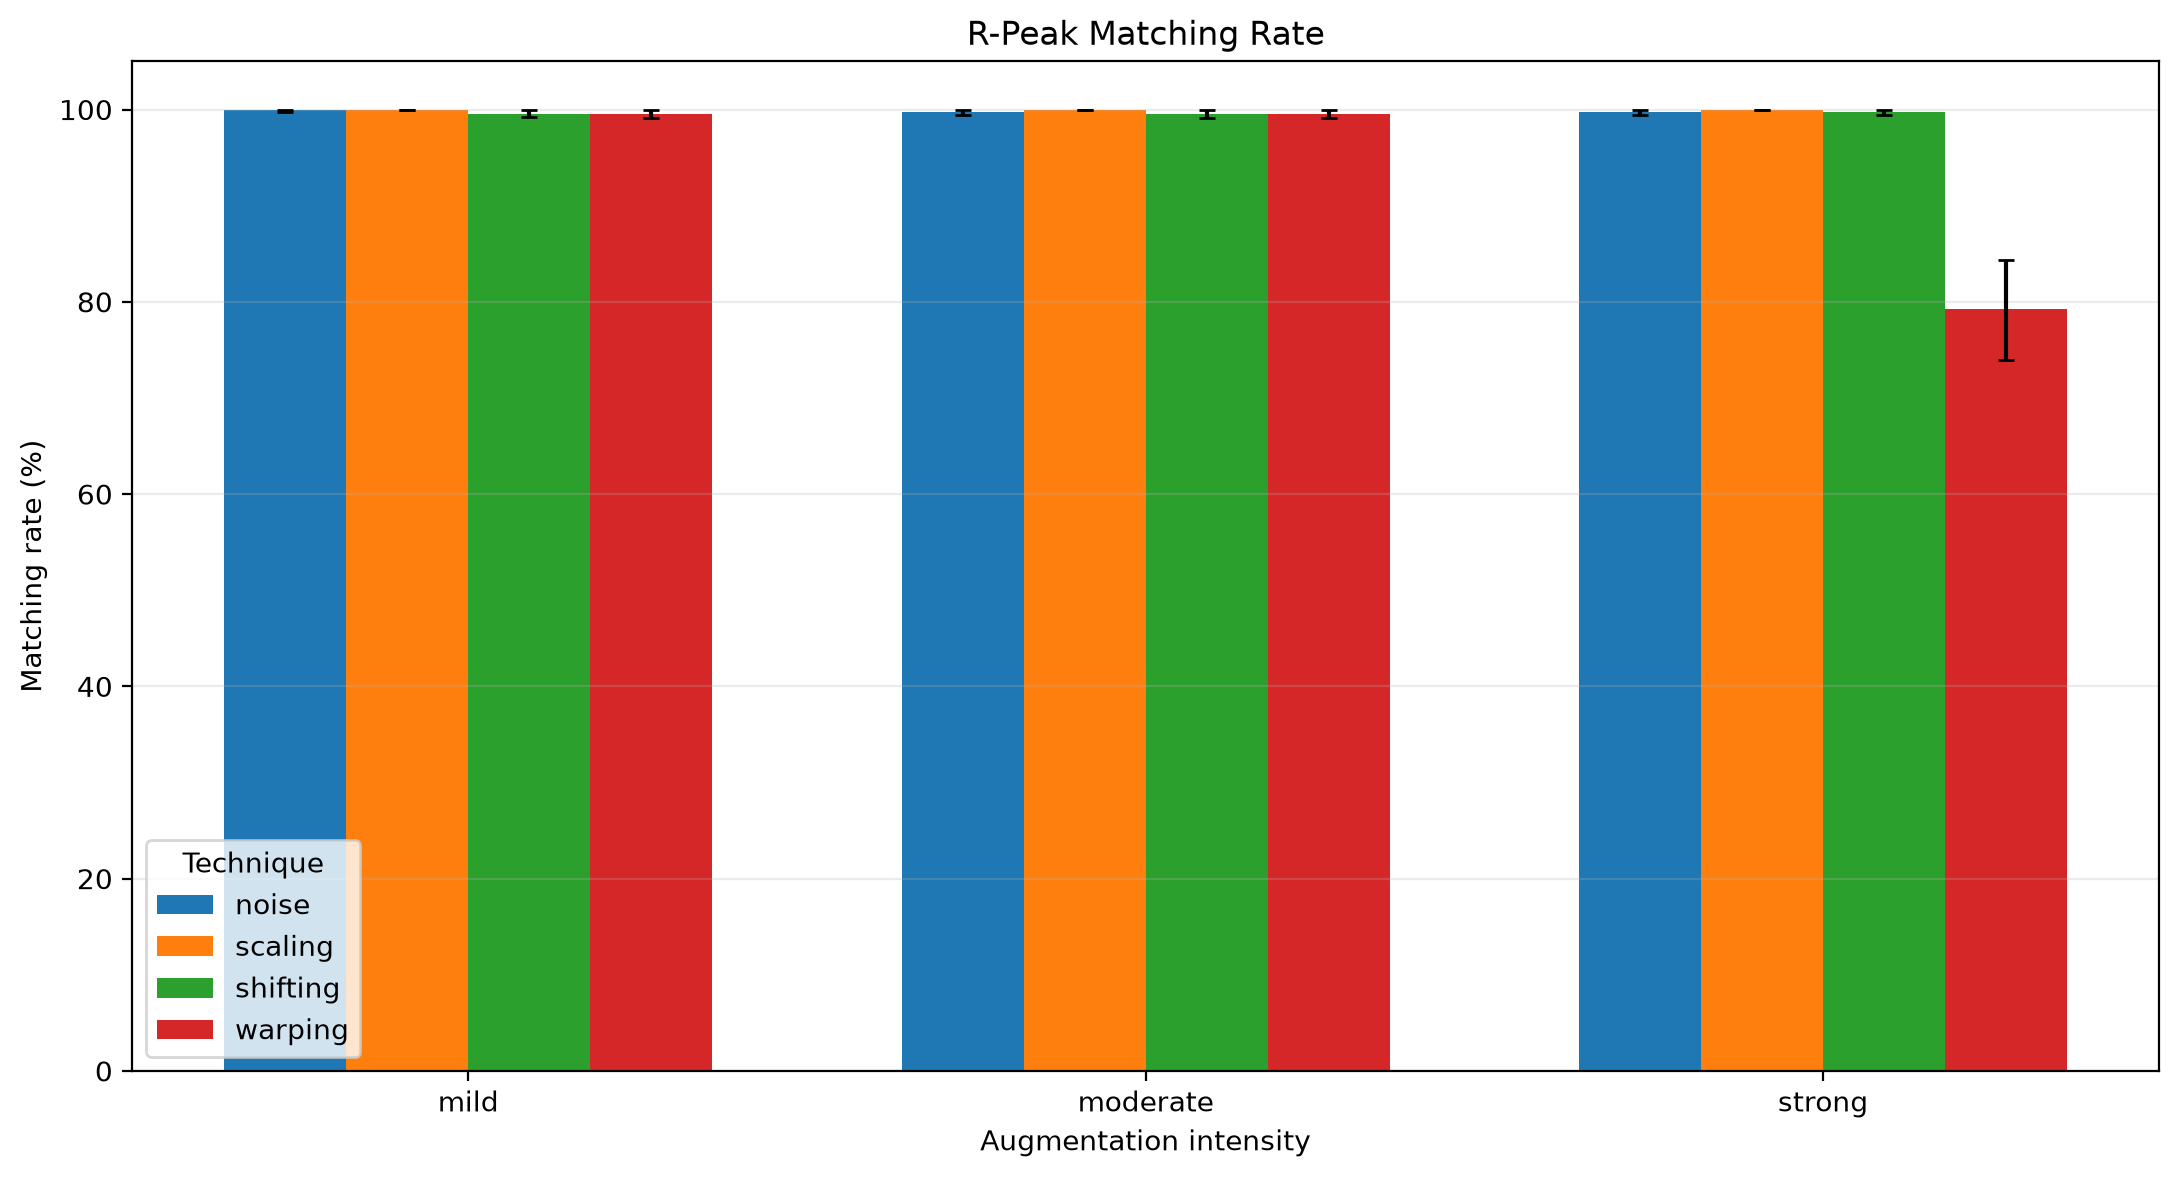 R-Peak Matching Rate
Matching rate (%)
100
80
60
40
20
0
Technique
noise
scaling
shifting
warping
mild
moderate
strong
Augmentation intensity